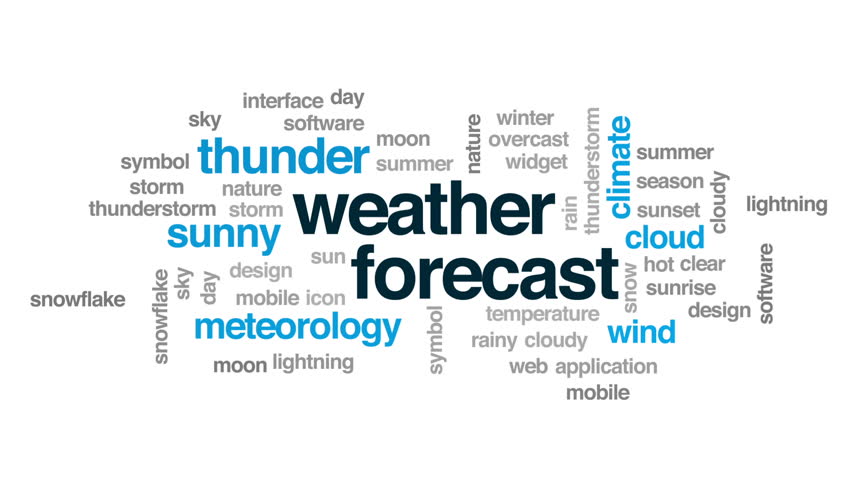 interface day
sky
software
thunder
moon
symbol
summer
storm
nature
thunderstorm
storm
sunny
weather
forecast
nature
winter
overcast
widget
rain
thunderstorm
climate
summer
season
cloudy
sunset
lightning
cloud
sun
design
sky
day
snowflake
snowflake
mobile icon
meteorology
moon lightning
symbol
temperature
rainy cloudy
web application
mobile
snow
hot clear
sunrise
design
software
wind